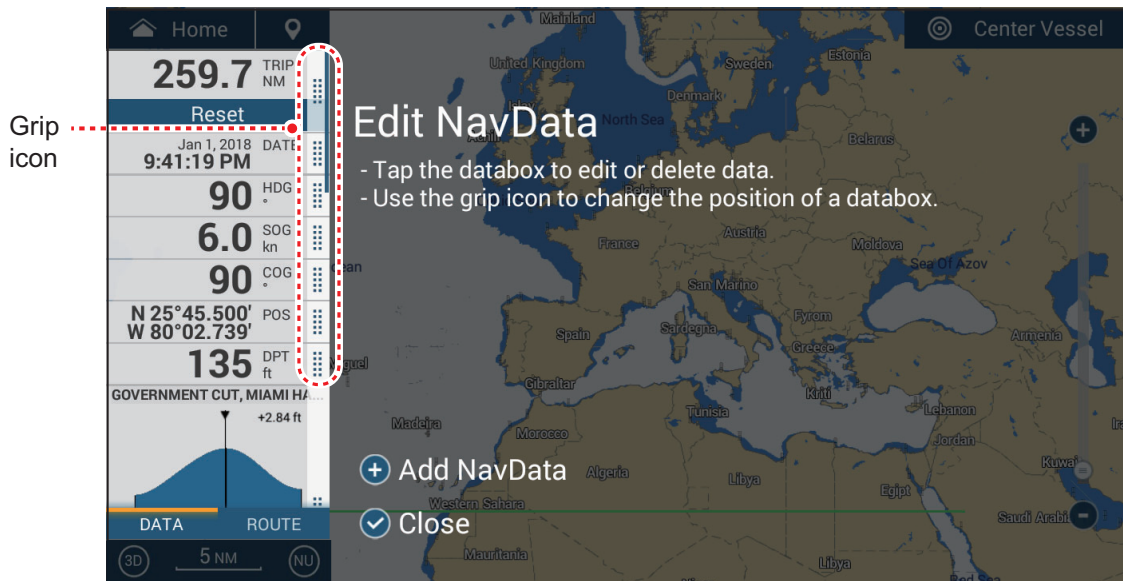 Home
Center Vessel
259.7 TRIP NM
Reset
Jan 1, 2018 DATE
9:41:19 PM
90 HDG °
6.0 SOG kn
90 COG °
N 25°45.500' POS
W 80°02.739'
135 DPT ft
GOVERNMENT CUT, MIAMI HA...
+2.84 ft
DATA ROUTE
3D 5 NM NU
Grip
icon
Edit NavData
- Tap the databox to edit or delete data.
- Use the grip icon to change the position of a databox.
Add NavData
Close
Mainland
United Kingdom
Sweden
Estonia
Denmark
North Sea
Belarus
Belgium
France
Austria
Moldova
Sea Of Azov
San Marino
Fyrom
Spain
Sardegna
Greece
Armenia
Gibraltar
Kriti
Madeira
Morocco
Tunisia
Lebanon
Jordan
Algeria
Libya
Egipt
Kuwai
Western Sahara
Saudi Arabi
Mauritania
Libya
Red Sea